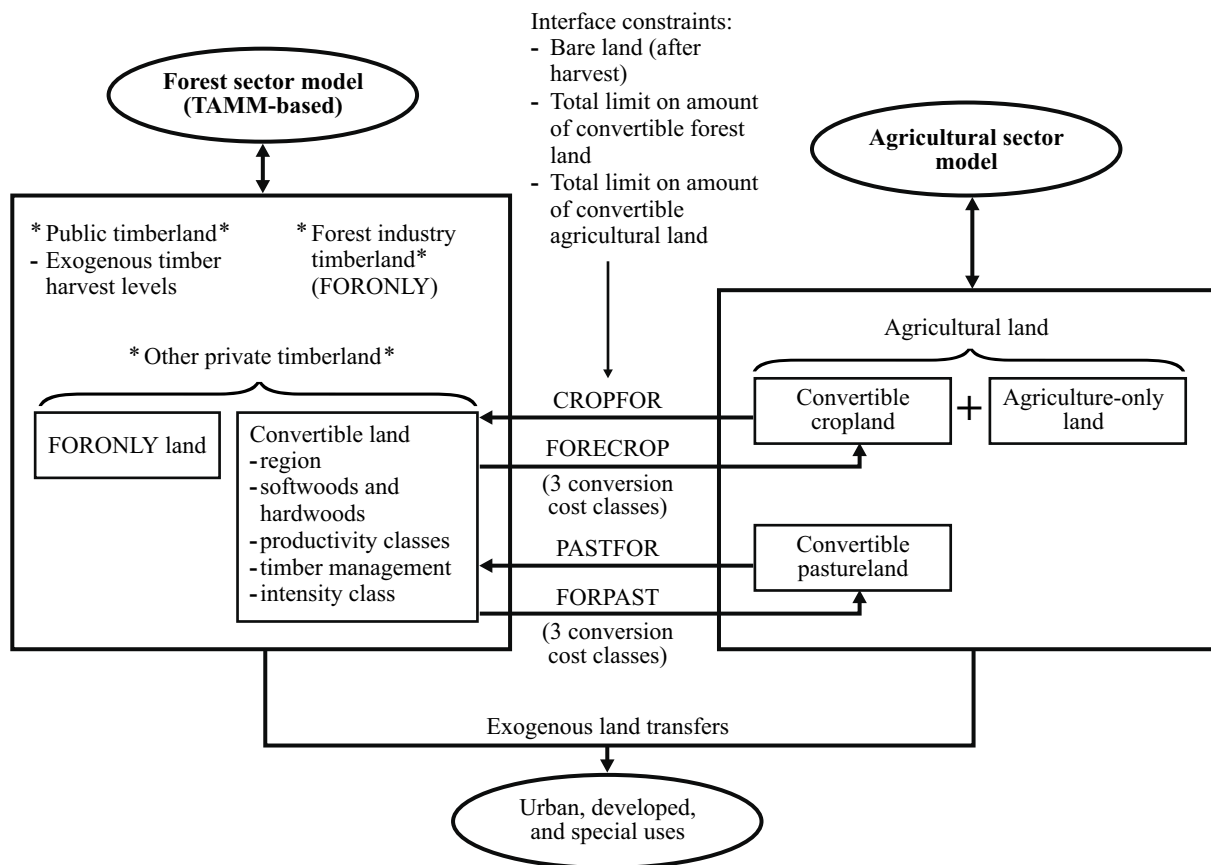 Interface constraints:
- Bare land (after
harvest)
- Total limit on amount
of convertible forest
land
- Total limit on amount
of convertible
agricultural land
Forest sector model
(TAMM-based)
Agricultural sector
model
*Public timberland*
- Exogenous timber
harvest levels
*Forest industry
timberland*
(FORONLY)
*Other private timberland*
FORONLY land
Convertible land
-region
-softwoods and
hardwoods
-productivity classes
-timber management
-intensity class
CROPFOR
FORECROP
(3 conversion
cost classes)
PASTFOR
FORPAST
(3 conversion
cost classes)
Agricultural land
Convertible
cropland
+
Agriculture-only
land
Convertible
pastureland
Exogenous land transfers
Urban, developed,
and special uses